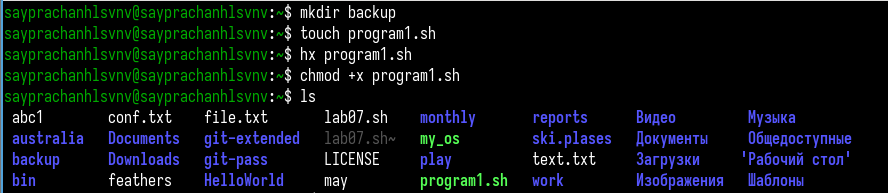 sayprachanhlsvnv@sayprachanhlsvnv:~$ mkdir backup
sayprachanhlsvnv@sayprachanhlsvnv:~$ touch program1.sh
sayprachanhlsvnv@sayprachanhlsvnv:~$ hx program1.sh
sayprachanhlsvnv@sayprachanhlsvnv:~$ chmod +x program1.sh
sayprachanhlsvnv@sayprachanhlsvnv:~$ ls
abc1 conf.txt file.txt lab07.sh monthly reports Видео Музыка
australia Documents git-extended lab07.sh~ my_os ski.plases Документы Общедоступные
backup Downloads git-pass LICENSE play text.txt Загрузки 'Рабочий стол'
bin feathers HelloWorld may program1.sh work Изображения Шаблоны